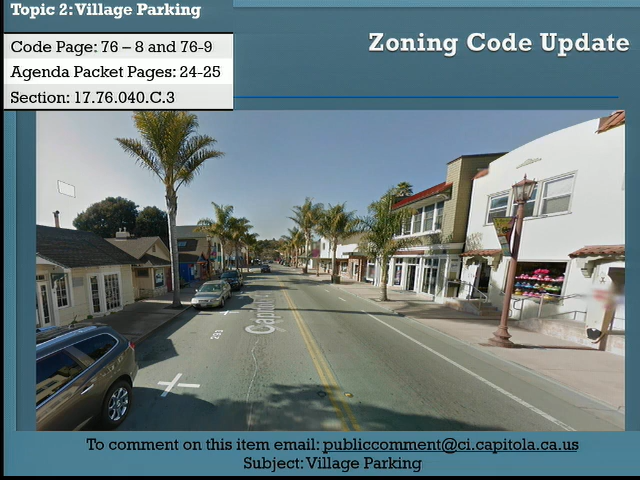 Topic 2: Village Parking
Code Page: 76 – 8 and 76-9
Agenda Packet Pages: 24-25
Section: 17.76.040.C.3
Zoning Code Update
To comment on this item email: publiccomment@ci.capitola.ca.us
Subject: Village Parking